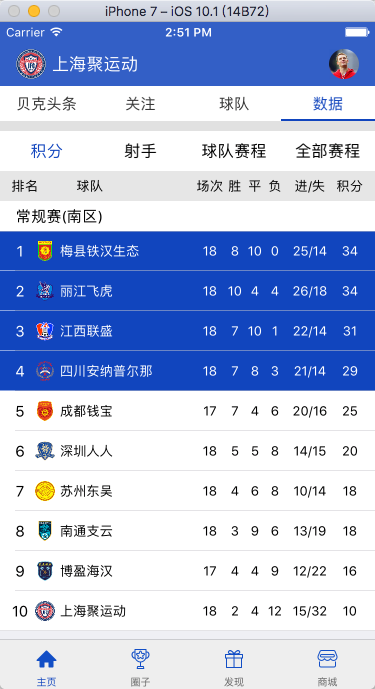 iPhone 7 – iOS 10.1 (14B72)
Carrier 2:51 PM
上海聚运动
贝克头条 关注 球队 数据
积分 射手 球队赛程 全部赛程
排名 球队 场次 胜 平 负 进/失 积分
常规赛(南区)
1 梅县铁汉生态 18 8 10 0 25/14 34
2 丽江飞虎 18 10 4 4 26/18 34
3 江西联盛 18 7 10 1 22/14 31
4 四川安纳普尔那 18 7 8 3 21/14 29
5 成都钱宝 17 7 4 6 20/16 25
6 深圳人人 18 5 5 8 14/15 20
7 苏州东吴 18 4 6 8 10/14 18
8 南通支云 18 3 9 6 13/19 18
9 博盈海汉 17 4 4 9 12/22 16
10 上海聚运动 18 2 4 12 15/32 10
主页 圈子 发现 商城